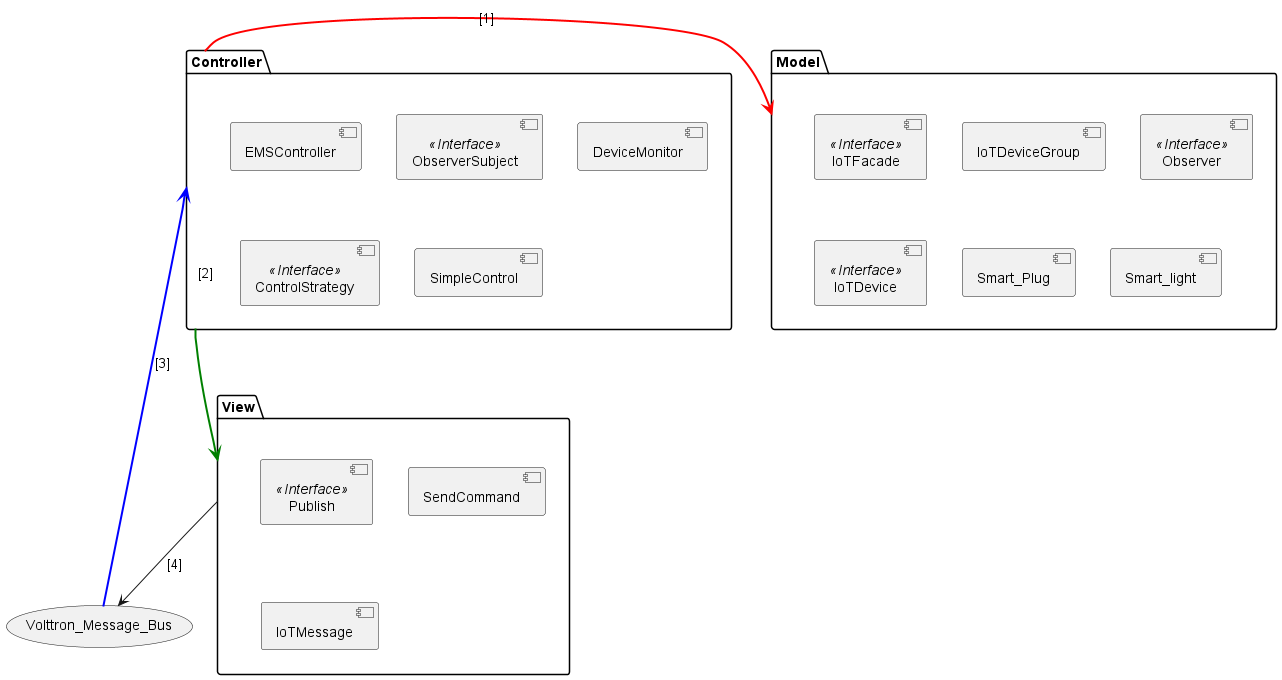 [1]
Controller
EMSController
«Interface»
ObserverSubject
DeviceMonitor
«Interface»
ControlStrategy
SimpleControl
Model
«Interface»
IoTFacade
IoTDeviceGroup
«Interface»
Observer
«Interface»
IoTDevice
Smart_Plug
Smart_light
[2]
[3]
View
«Interface»
Publish
SendCommand
IoTMessage
[4]
Volttron_Message_Bus